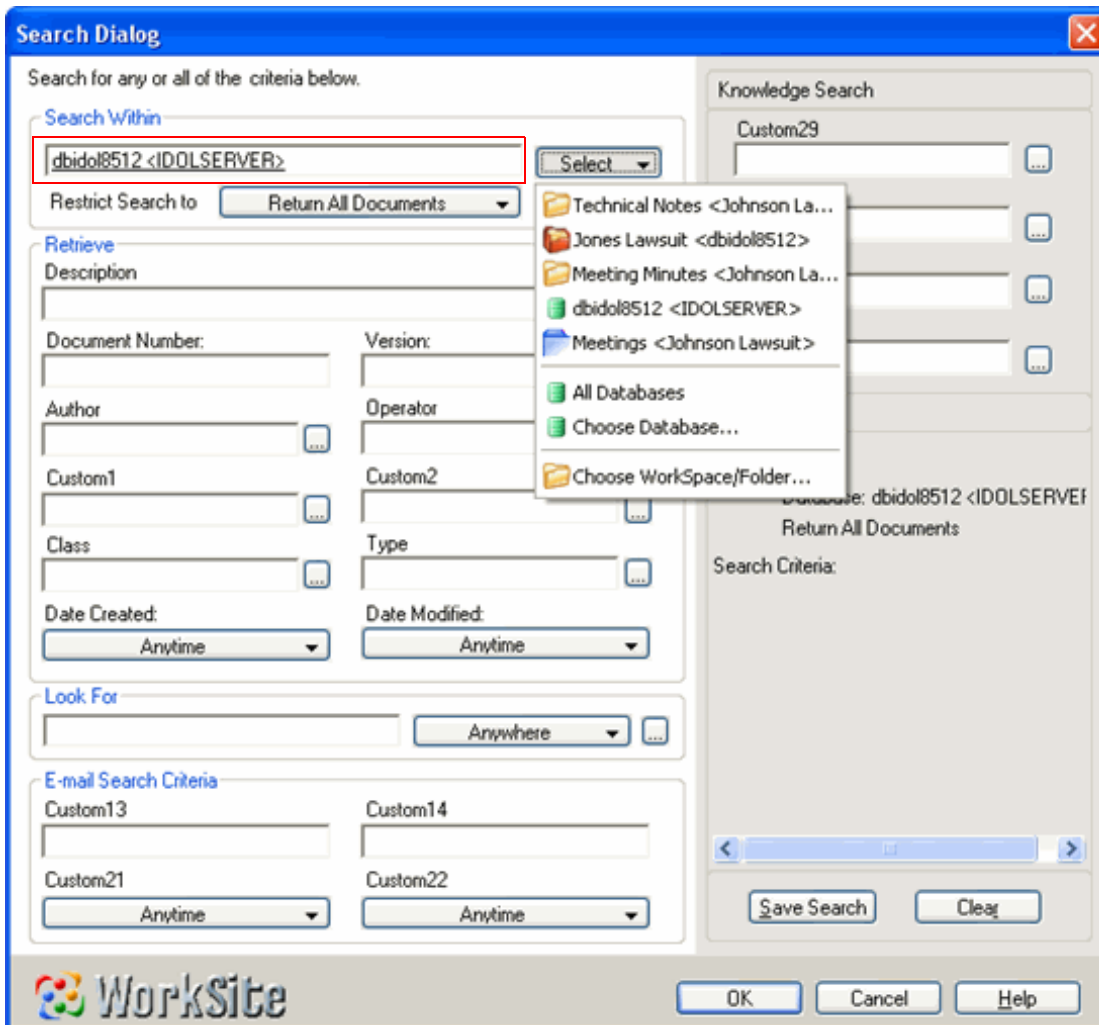 Search Dialog
Search for any or all of the criteria below.
Search Within
dbidol8512 <IDOLSERVER>
Select
Restrict Search to
Return All Documents
Technical Notes <Johnson La...
Jones Lawsuit <dbidol8512>
Meeting Minutes <Johnson La...
dbidol8512 <IDOLSERVER>
Meetings <Johnson Lawsuit>
All Databases
Choose Database...
Choose WorkSpace/Folder...
Retrieve
Description
Document Number:
Version:
Author
...
Operator
Custom1
...
Custom2
...
Class
...
Type
...
Date Created:
Date Modified:
Anytime
Anytime
Look For
Anywhere
...
E-mail Search Criteria
Custom13
Custom14
Custom21
Custom22
Anytime
Anytime
Knowledge Search
Custom29
...
...
...
...
Database: dbidol8512 <IDOLSERVER
Return All Documents
Search Criteria:
Save Search
Clear
WorkSite
OK
Cancel
Help